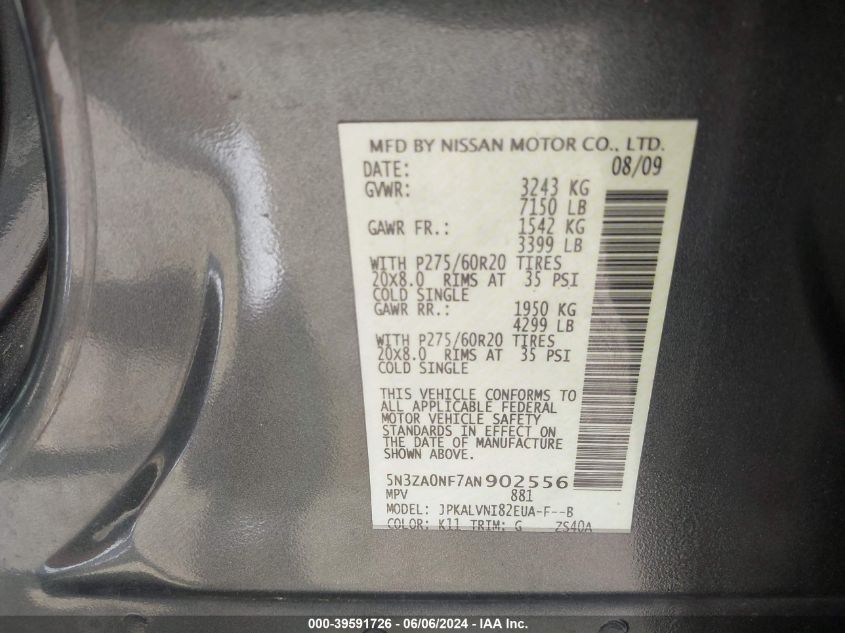 MFD BY NISSAN MOTOR CO., LTD.
DATE: 08/09
GVWR: 3243 KG
7150 LB
GAWR FR.: 1542 KG
3399 LB
WITH P275/60R20 TIRES
20X8.0 RIMS AT 35 PSI
COLD SINGLE
GAWR RR.: 1950 KG
4299 LB
WITH P275/60R20 TIRES
20X8.0 RIMS AT 35 PSI
COLD SINGLE
THIS VEHICLE CONFORMS TO
ALL APPLICABLE FEDERAL
MOTOR VEHICLE SAFETY
STANDARDS IN EFFECT ON
THE DATE OF MANUFACTURE
SHOWN ABOVE.
5N3ZA0NF7AN902556
MPV 881
MODEL: JPKALVNI82EUA-F--B
COLOR: K11 TRIM: G ZS40A
000-39591726 - 06/06/2024 - IAA Inc.